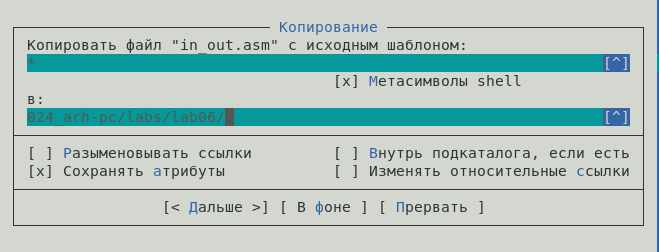 Копирование
Копировать файл "in_out.asm" с исходным шаблоном:
* [^]
[x] Метасимволы shell
в:
024_arh-pc/labs/lab06/ [^]
[ ] Разыменовывать ссылки [ ] Внутрь подкаталога, если есть
[x] Сохранять атрибуты [ ] Изменять относительные ссылки
[< Дальше >] [ В фоне ] [ Прервать ]